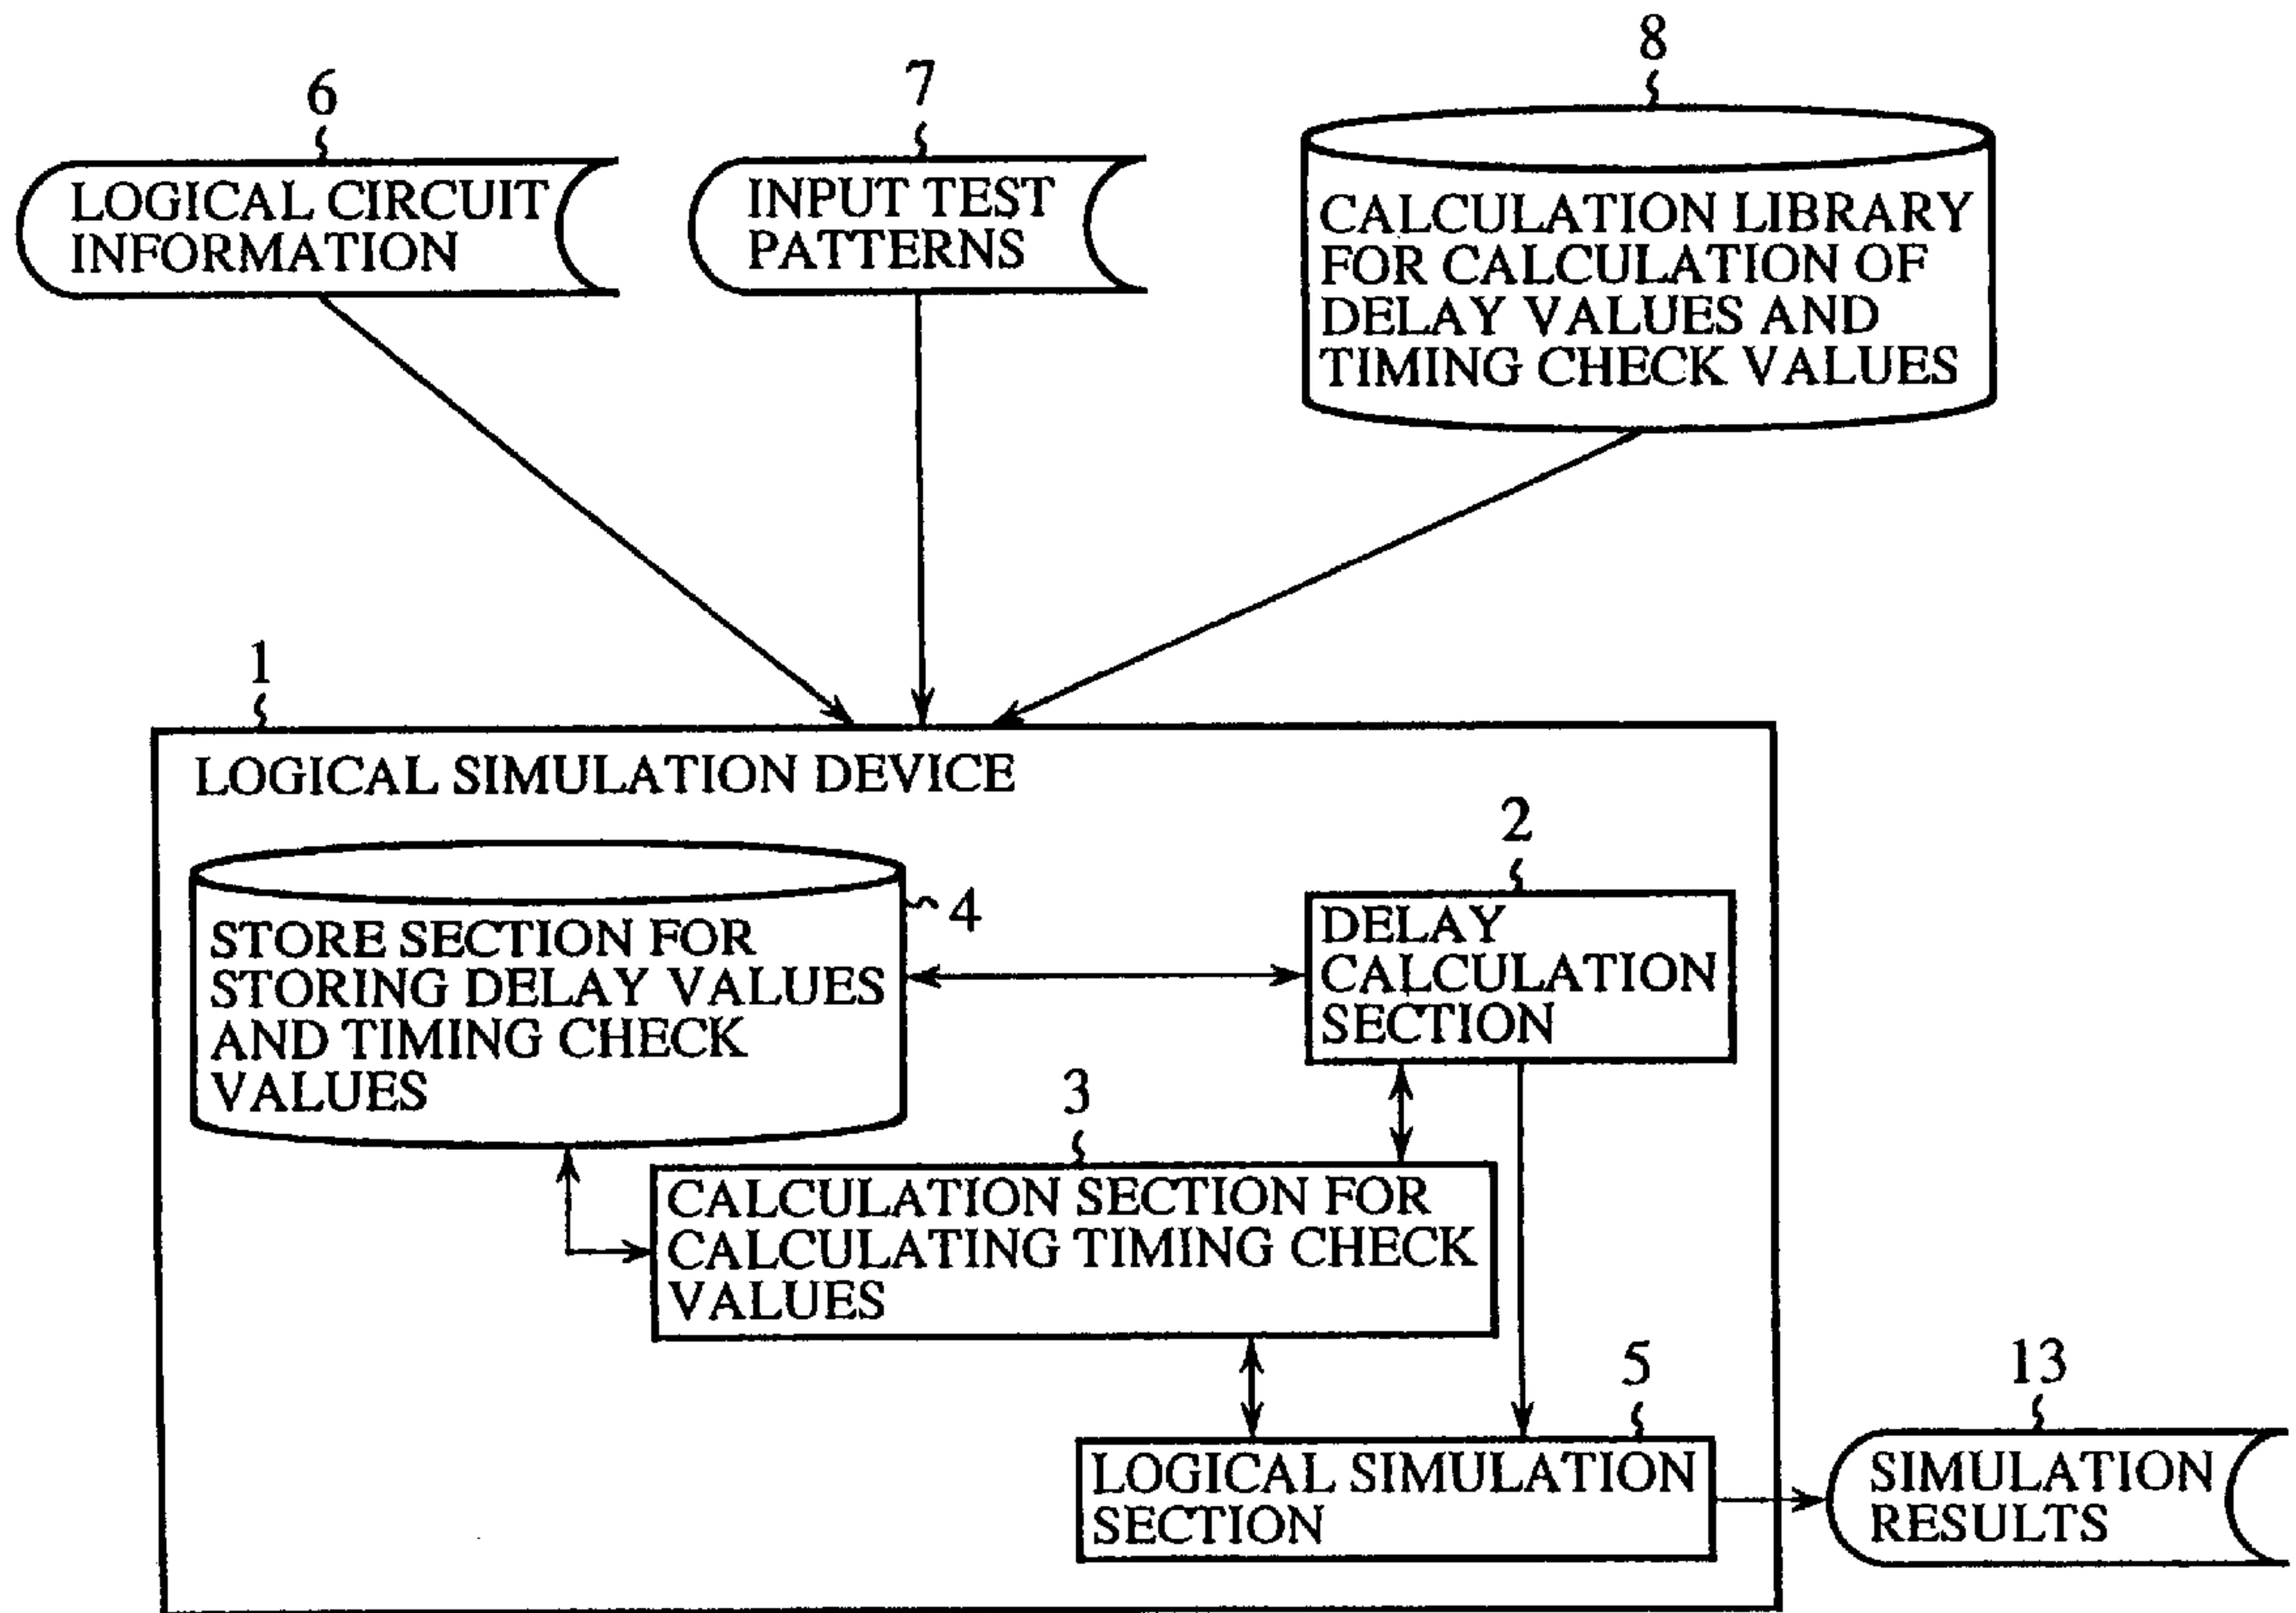 8
7
6
LOGICAL CIRCUIT
INFORMATION
INPUT TEST
PATTERNS
CALCULATION LIBRARY
FOR CALCULATION OF
DELAY VALUES AND
TIMING CHECK VALUES
1
LOGICAL SIMULATION DEVICE
2
4
STORE SECTION FOR
STORING DELAY VALUES
AND TIMING CHECK
VALUES
DELAY
CALCULATION
SECTION
3
CALCULATION SECTION FOR
CALCULATING TIMING CHECK
VALUES
5
13
LOGICAL SIMULATION
SECTION
SIMULATION
RESULTS